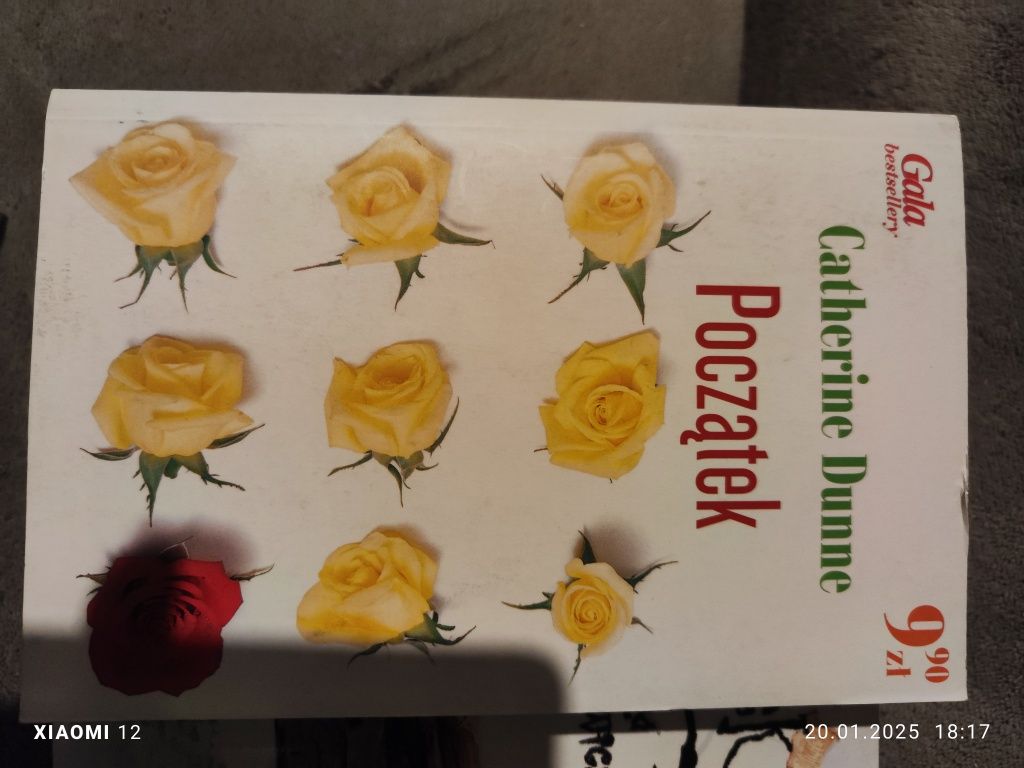 Gala
bestsellery
9 90
zł
Catherine Dunne
Początek
XIAOMI 12
20.01.2025 18:17